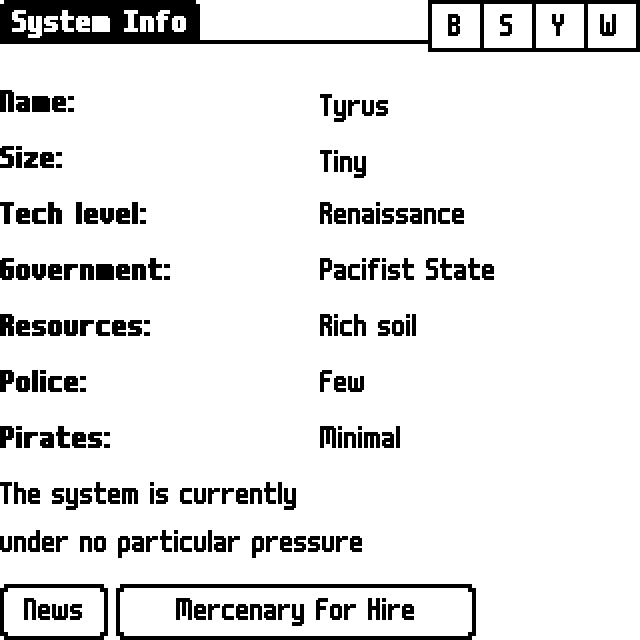 System Info B S Y W
Name: Tyrus
Size: Tiny
Tech level: Renaissance
Government: Pacifist State
Resources: Rich soil
Police: Few
Pirates: Minimal
The system is currently
under no particular pressure
News Mercenary For Hire